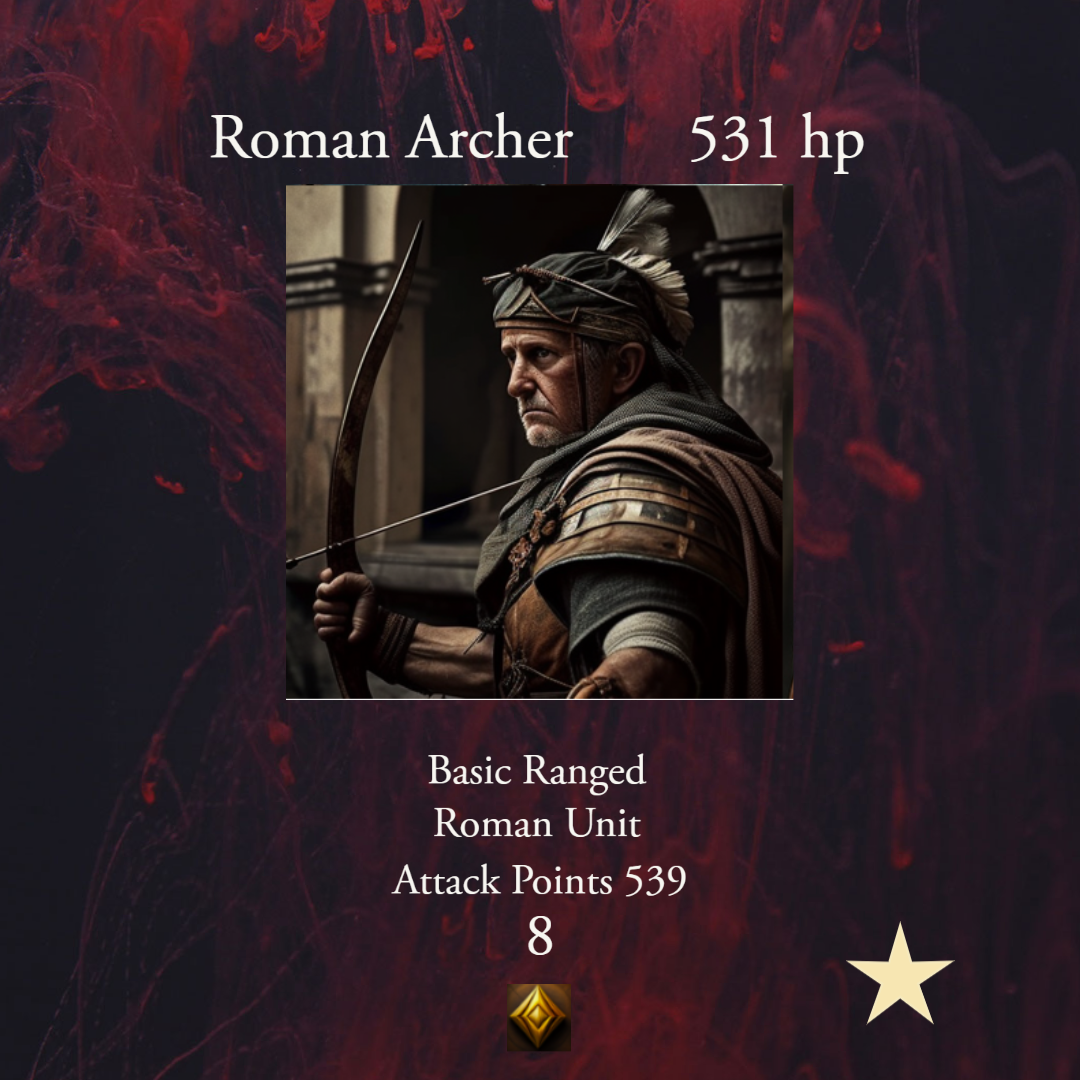 Roman Archer 531 hp
Basic Ranged
Roman Unit
Attack Points 539
8